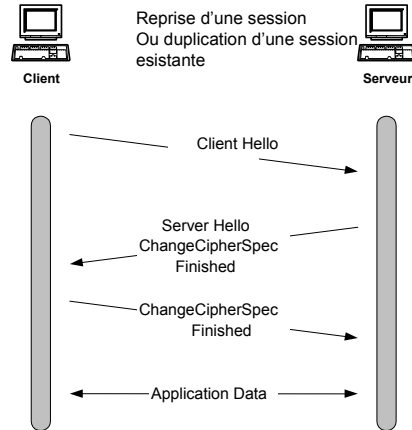 Reprise d'une session
Ou duplication d'une session
esistante
Client
Serveur
Client Hello
Server Hello
ChangeCipherSpec
Finished
ChangeCipherSpec
Finished
Application Data